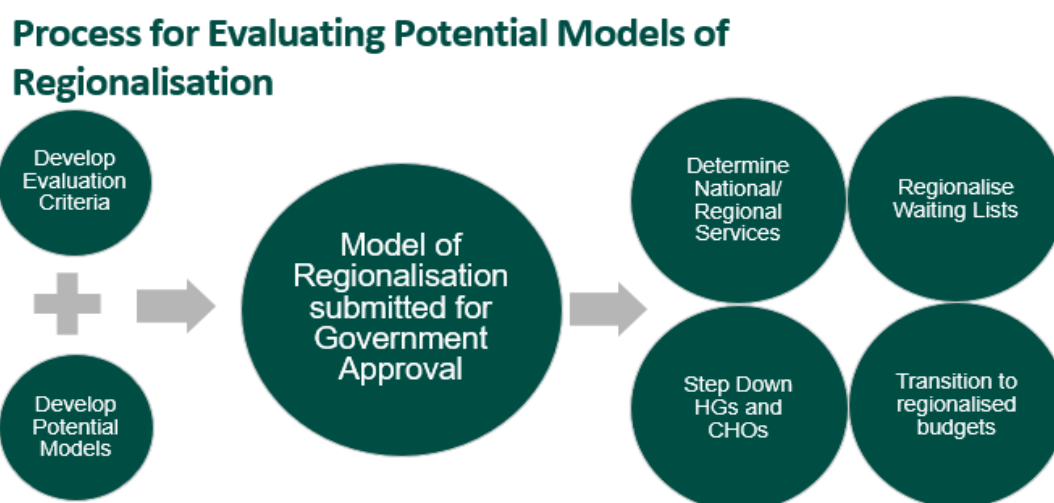 Process for Evaluating Potential Models of
Regionalisation
Develop
Evaluation
Criteria
Develop
Potential
Models
Model of
Regionalisation
submitted for
Government
Approval
Determine
National/
Regional
Services
Regionalise
Waiting Lists
Step Down
HGs and
CHOs
Transition to
regionalised
budgets